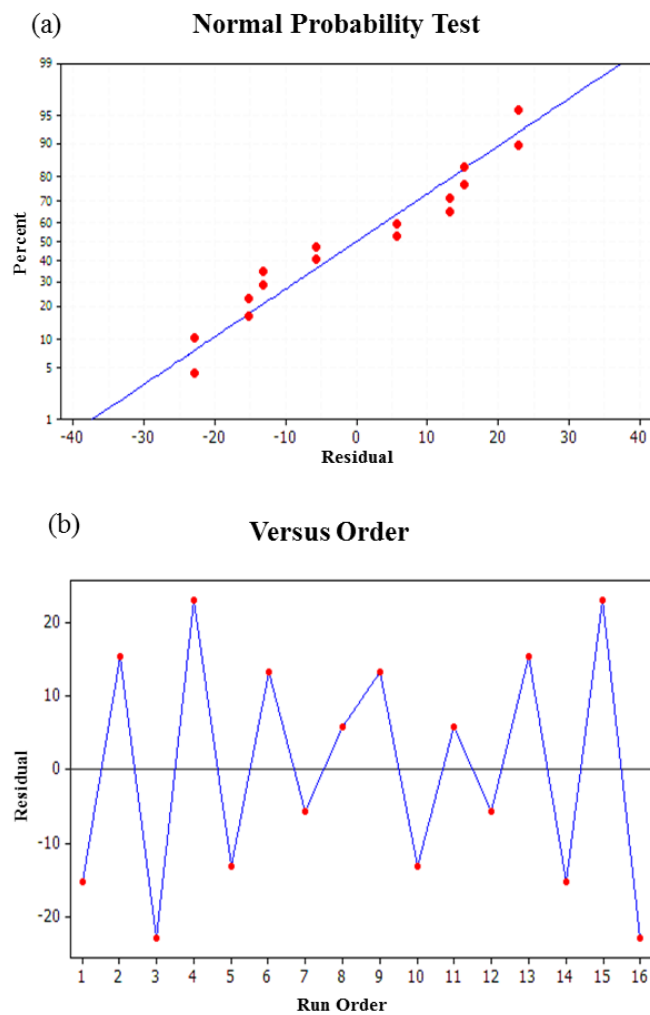 (a)
Normal Probability Test
99
95
90
80
70
60
50
40
30
20
10
5
1
Percent
-40 -30 -20 -10 0 10 20 30 40
Residual
(b)
Versus Order
20
10
0
-10
-20
Residual
1 2 3 4 5 6 7 8 9 10 11 12 13 14 15 16
Run Order